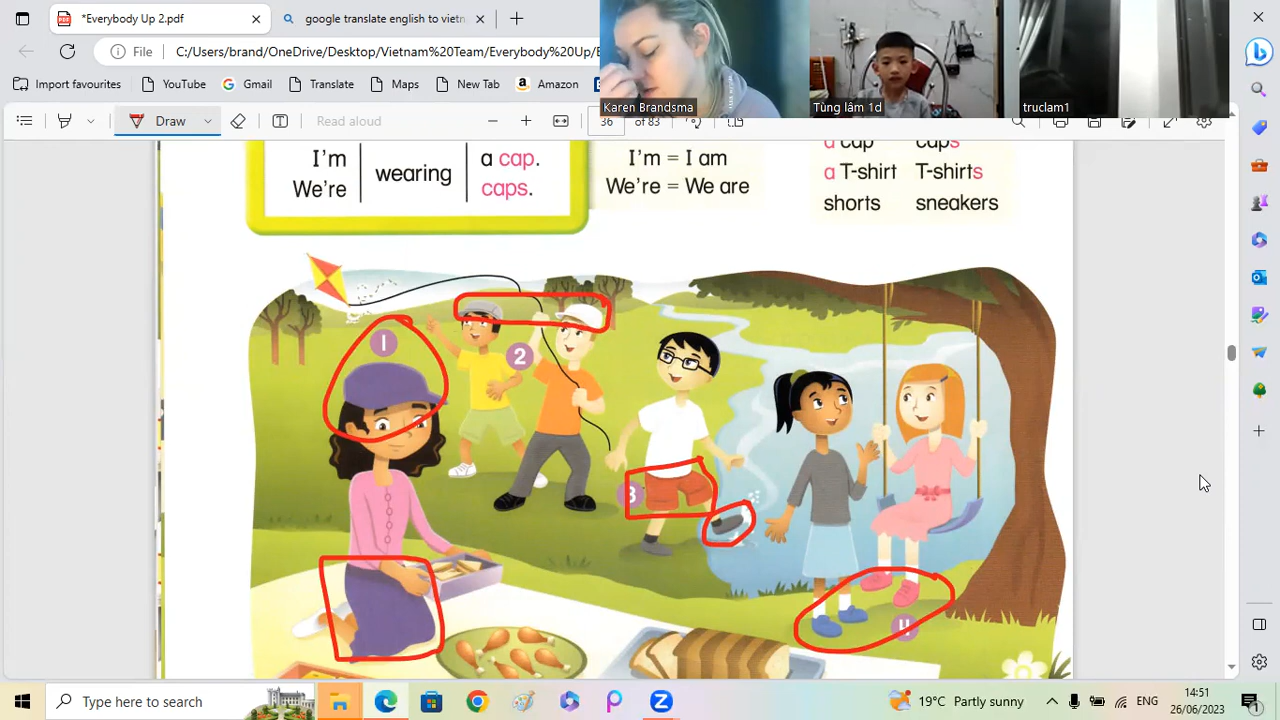 *Everybody Up 2.pdf
google translate english to vietn
File
C:/Users/brand/OneDrive/Desktop/Vietnam%20Team/Everybody%20Up/E
Import favourites
YouTube
Gmail
Translate
Maps
New Tab
Amazon
Karen Brandsma
Tùng lâm 1d
truclam1
Draw
Read aloud
36
of 83
I'm
We're
wearing
a cap.
caps.
I'm = I am
We're = We are
a cap caps
a T-shirt T-shirts
shorts sneakers
1
2
3
4
Type here to search
19°C Partly sunny
ENG
14:51
26/06/2023